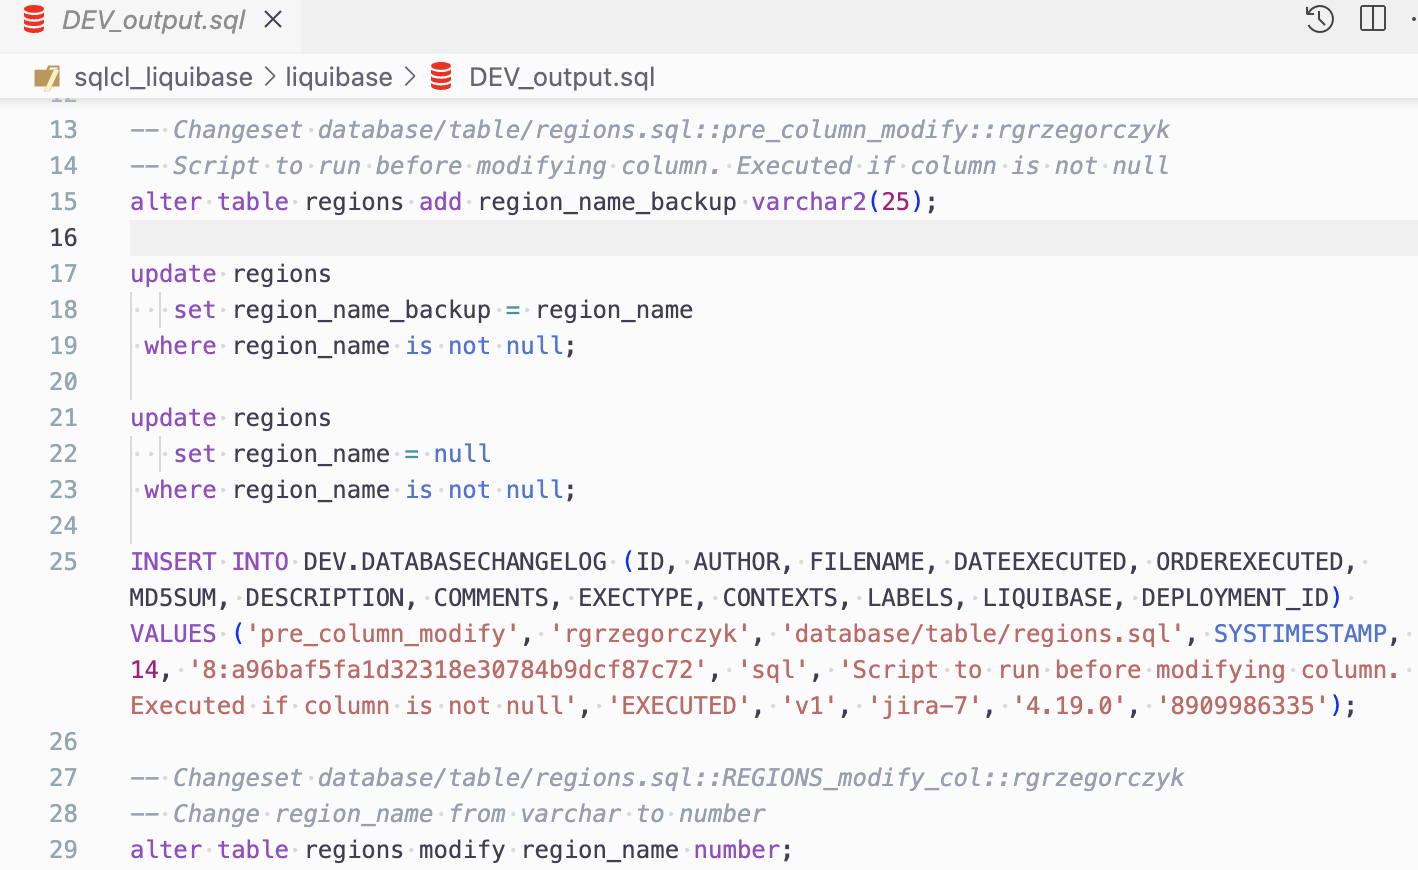 DEV_output.sql
sqlcl_liquibase > liquibase > DEV_output.sql
12
13 -- Changeset database/table/regions.sql::pre_column_modify::rgrzegorczyk
14 -- Script to run before modifying column. Executed if column is not null
15 alter table regions add region_name_backup varchar2(25);
16
17 update regions
18    set region_name_backup = region_name
19  where region_name is not null;
20
21 update regions
22    set region_name = null
23  where region_name is not null;
24
25 INSERT INTO DEV.DATABASECHANGELOG (ID, AUTHOR, FILENAME, DATEEXECUTED, ORDEREXECUTED,
MD5SUM, DESCRIPTION, COMMENTS, EXECTYPE, CONTEXTS, LABELS, LIQUIBASE, DEPLOYMENT_ID)
VALUES ('pre_column_modify', 'rgrzegorczyk', 'database/table/regions.sql', SYSTIMESTAMP,
14, '8:a96baf5fa1d32318e30784b9dcf87c72', 'sql', 'Script to run before modifying column.
Executed if column is not null', 'EXECUTED', 'v1', 'jira-7', '4.19.0', '8909986335');
26
27 -- Changeset database/table/regions.sql::REGIONS_modify_col::rgrzegorczyk
28 -- Change region_name from varchar to number
29 alter table regions modify region_name number;